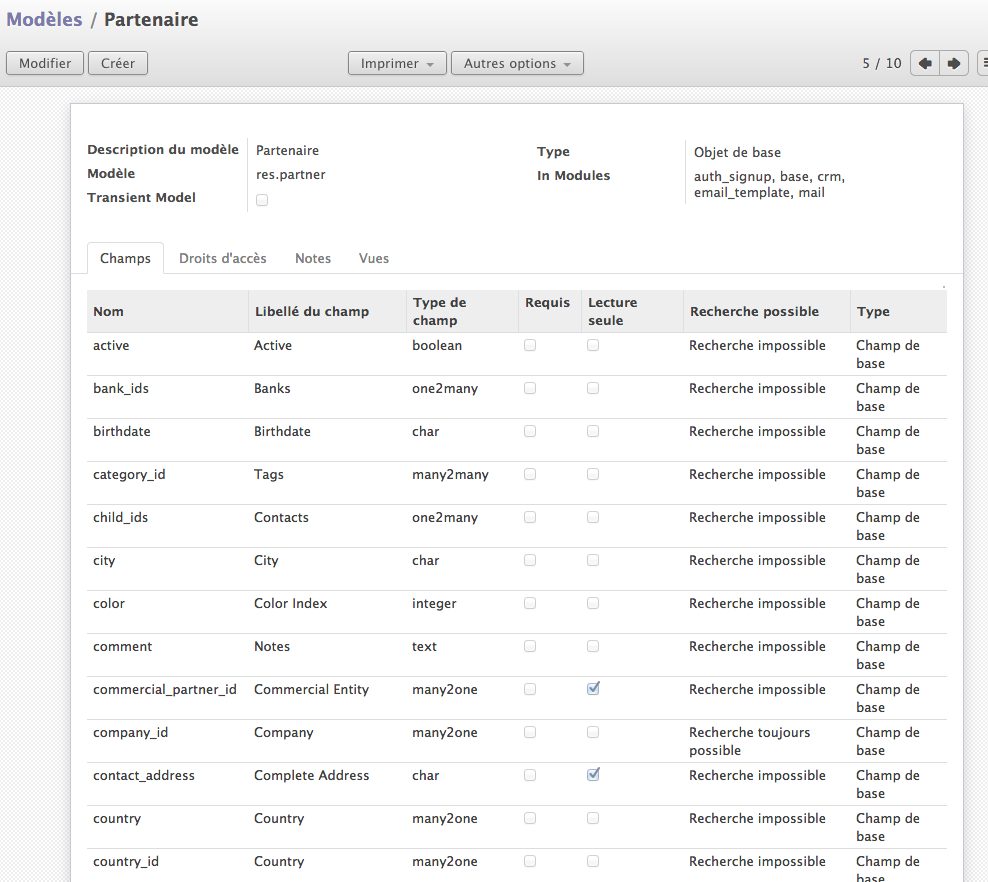 Modèles / Partenaire
Modifier Créer Imprimer Autres options 5 / 10
Description du modèle Partenaire
Modèle res.partner
Transient Model
Type Objet de base
In Modules auth_signup, base, crm,
email_template, mail
Champs Droits d'accès Notes Vues
Nom Libellé du champ Type de champ Requis Lecture seule Recherche possible Type
active Active boolean Recherche impossible Champ de
base
bank_ids Banks one2many Recherche impossible Champ de
base
birthdate Birthdate char Recherche impossible Champ de
base
category_id Tags many2many Recherche impossible Champ de
base
child_ids Contacts one2many Recherche impossible Champ de
base
city City char Recherche impossible Champ de
base
color Color Index integer Recherche impossible Champ de
base
comment Notes text Recherche impossible Champ de
base
commercial_partner_id Commercial Entity many2one Recherche impossible Champ de
base
company_id Company many2one Recherche toujours Champ de
possible base
contact_address Complete Address char Recherche impossible Champ de
base
country Country many2one Recherche impossible Champ de
base
country_id Country many2one Recherche impossible Champ de
base